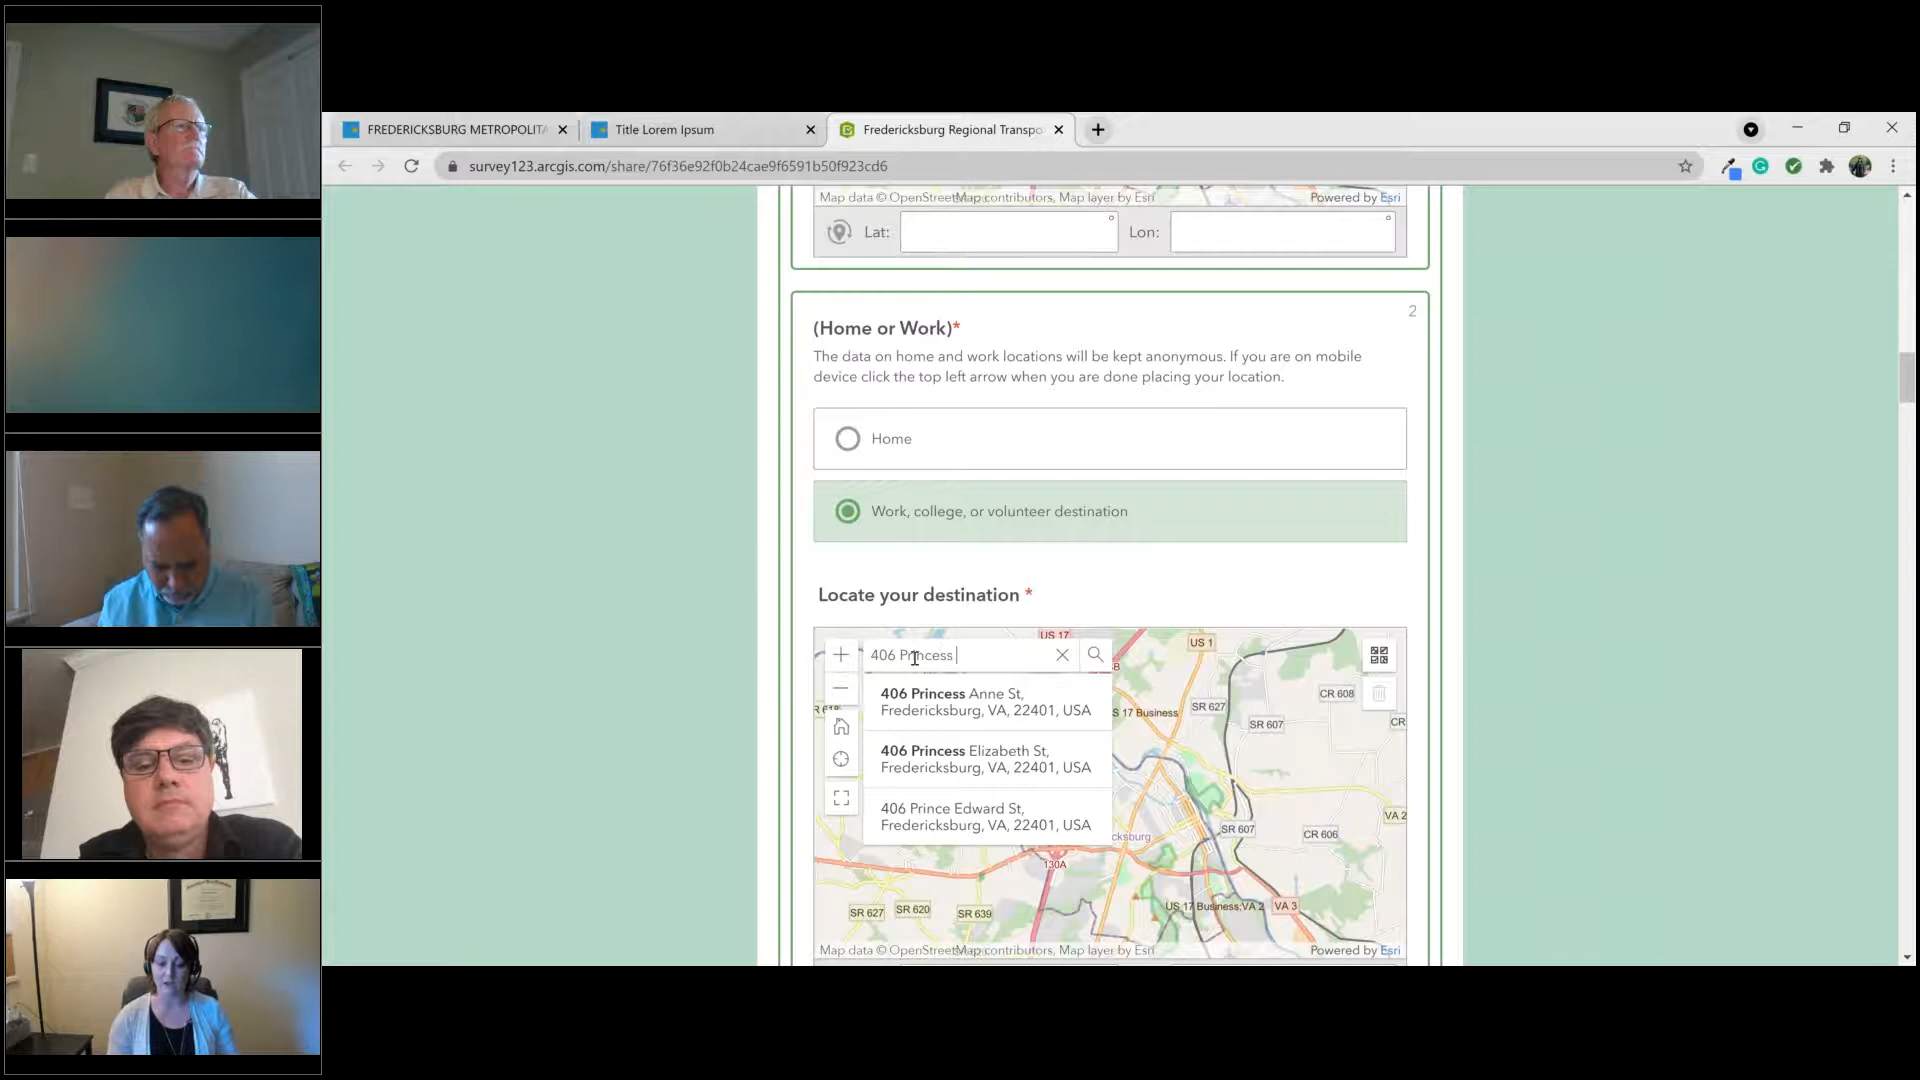 FREDERICKSBURG METROPOLITA
Title Lorem Ipsum
Fredericksburg Regional Transpo
survey123.arcgis.com/share/76f36e92f0b24cae9f6591b50f923cd6
Map data © OpenStreetMap contributors, Map layer by Esri
Powered by Esri
Lat:
Lon:
2
(Home or Work)*
The data on home and work locations will be kept anonymous. If you are on mobile
device click the top left arrow when you are done placing your location.
Home
Work, college, or volunteer destination
Locate your destination *
US 17
US 1
406 Princess
406 Princess Anne St,
Fredericksburg, VA, 22401, USA
406 Princess Elizabeth St,
Fredericksburg, VA, 22401, USA
406 Prince Edward St,
Fredericksburg, VA, 22401, USA
CR 608
SR 627
S 17 Business
SR 607
CR
VA 2
SR 607
CR 606
cksburg
130A
US 17 Business;VA 2
VA 3
SR 627
SR 620
SR 639
Map data © OpenStreetMap contributors, Map layer by Esri
Powered by Esri